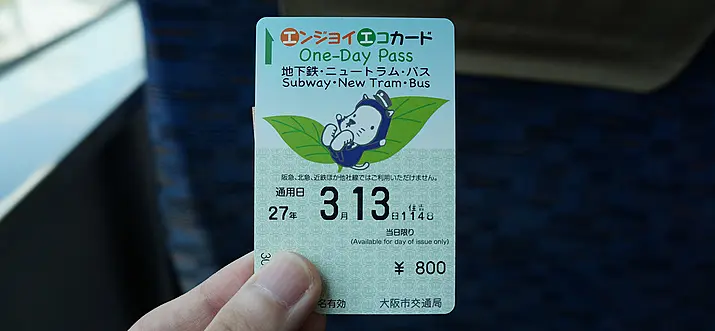 エンジョイエコカード
One-Day Pass
地下鉄・ニュートラム・バス
Subway・New Tram・Bus
阪急、北急、近鉄ほか他社線ではご利用いただけません。
通用日
27年 3月13日 1148
当日限り
(Available for day of issue only)
¥ 800
名有効 大阪市交通局